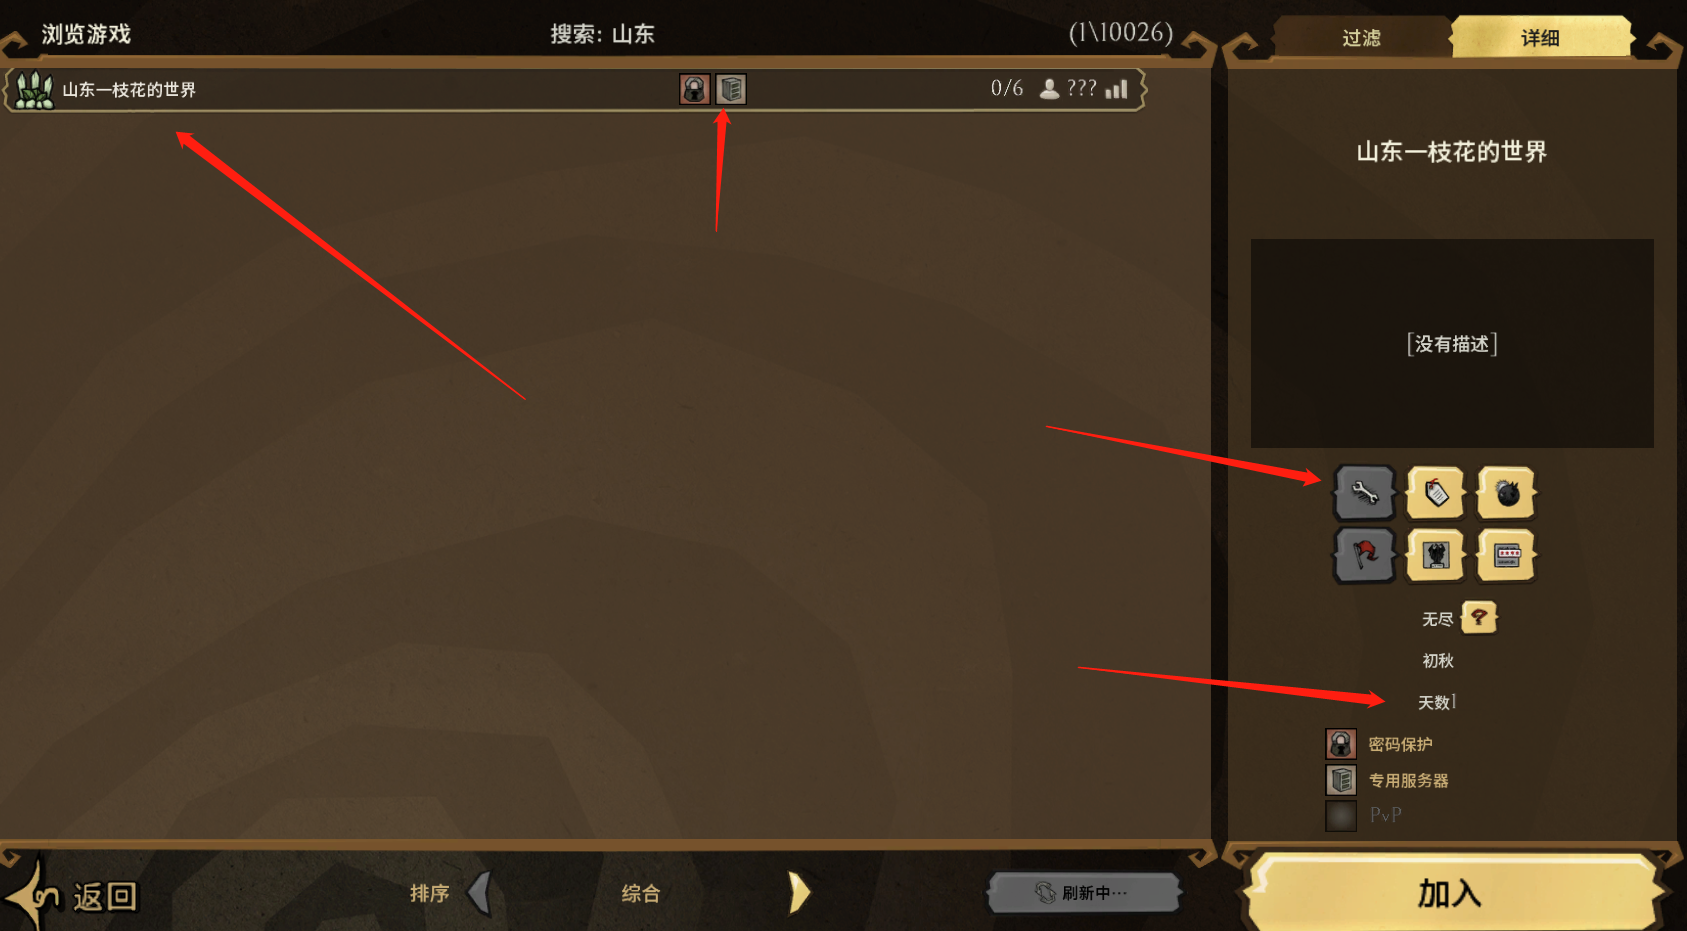 浏览游戏
搜索: 山东
(1\10026)
过滤
详细
山东一枝花的世界
0/6
???
山东一枝花的世界
[没有描述]
无尽
初秋
天数1
密码保护
专用服务器
PvP
返回
排序
综合
刷新中…
加入